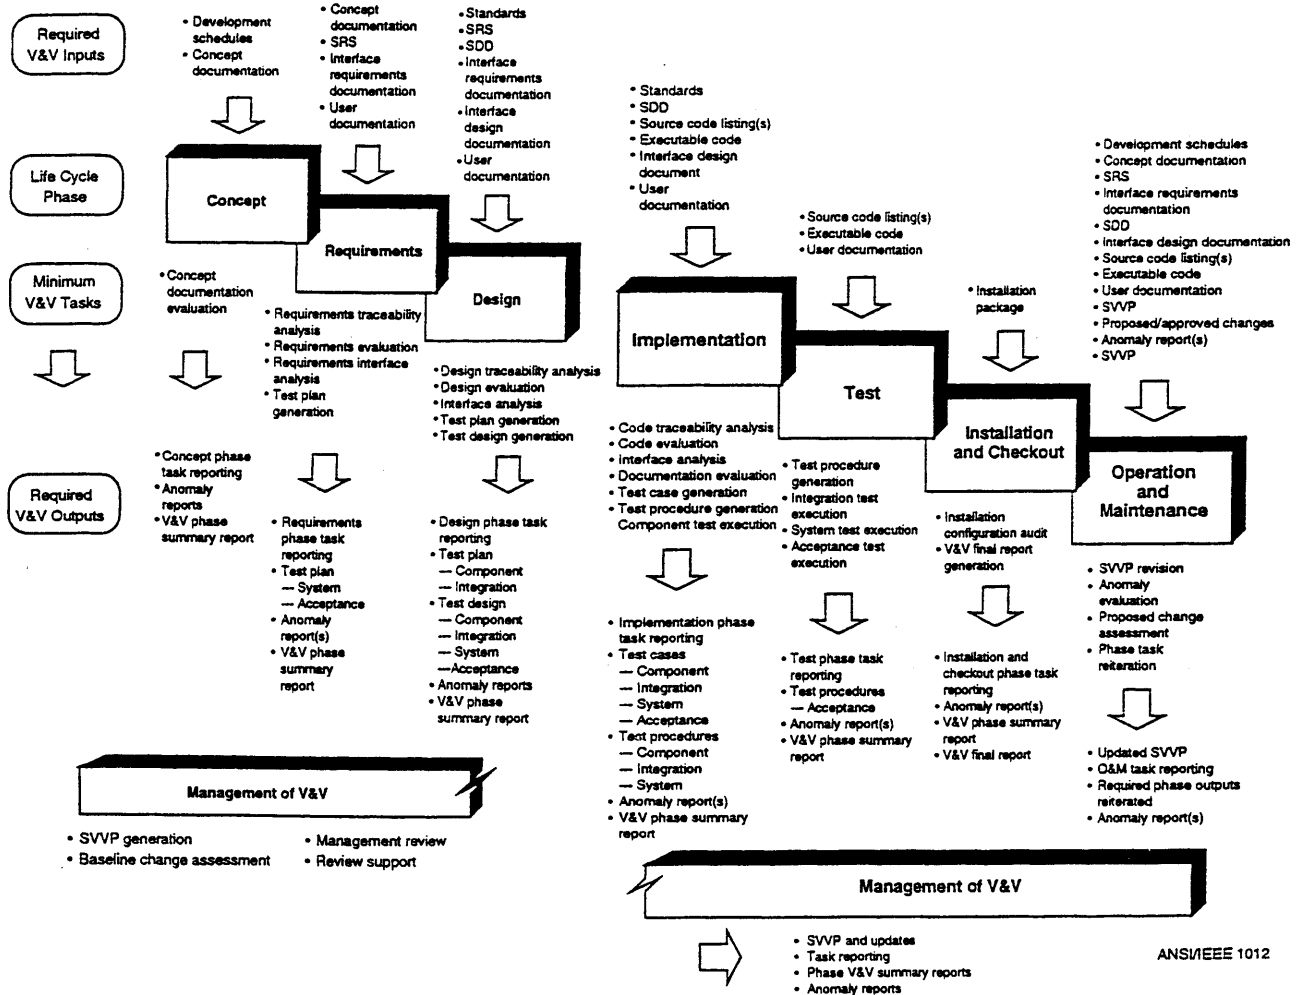 Required
V&V Inputs
• Development
schedules
• Concept
documentation
• Concept
documentation
• SRS
• Interface
requirements
documentation
• User
documentation
• Standards
• SRS
• SDD
• Interface
requirements
documentation
• Interface
design
documentation
• User
documentation
• Standards
• SDD
• Source code listing(s)
• Executable code
• Interface design
document
• User
documentation
• Source code listing(s)
• Executable code
• User documentation
• Installation
package
• Development schedules
• Concept documentation
• SRS
• Interface requirements
documentation
• SDD
• Interface design documentation
• Source code listing(s)
• Executable code
• User documentation
• SVVP
• Proposed/approved changes
• Anomaly report(s)
• SVVP
Life Cycle
Phase
Concept
Requirements
Design
Implementation
Test
Installation
and Checkout
Operation
and
Maintenance
Minimum
V&V Tasks
• Concept
documentation
evaluation
• Requirements traceability
analysis
• Requirements evaluation
• Requirements interface
analysis
• Test plan
generation
• Design traceability analysis
• Design evaluation
• Interface analysis
• Test plan generation
• Test design generation
• Code traceability analysis
• Code evaluation
• Interface analysis
• Documentation evaluation
• Test case generation
• Test procedure generation
Component test execution
• Test procedure
generation
• Integration test
execution
• System test execution
• Acceptance test
execution
• Installation
configuration audit
• V&V final report
generation
• SVVP revision
• Anomaly
evaluation
• Proposed change
assessment
• Phase task
reiteration
Required
V&V Outputs
• Concept phase
task reporting
• Anomaly
reports
• V&V phase
summary report
• Requirements
phase task
reporting
• Test plan
— System
— Acceptance
• Anomaly
report(s)
• V&V phase
summary
report
• Design phase task
reporting
• Test plan
— Component
— Integration
• Test design
— Component
— Integration
— System
—Acceptance
• Anomaly reports
• V&V phase
summary report
• Implementation phase
task reporting
• Test cases
— Component
— Integration
— System
— Acceptance
• Test procedures
— Component
— Integration
— System
• Anomaly report(s)
• V&V phase summary
report
• Test phase task
reporting
• Test procedures
— Acceptance
• Anomaly report(s)
• V&V phase summary
report
• Installation and
checkout phase task
reporting
• Anomaly report(s)
• V&V phase summary
report
• V&V final report
• Updated SVVP
• O&M task reporting
• Required phase outputs
reiterated
• Anomaly report(s)
Management of V&V
• SVVP generation
• Baseline change assessment
• Management review
• Review support
Management of V&V
• SVVP and updates
• Task reporting
• Phase V&V summary reports
• Anomaly reports
ANSI/IEEE 1012